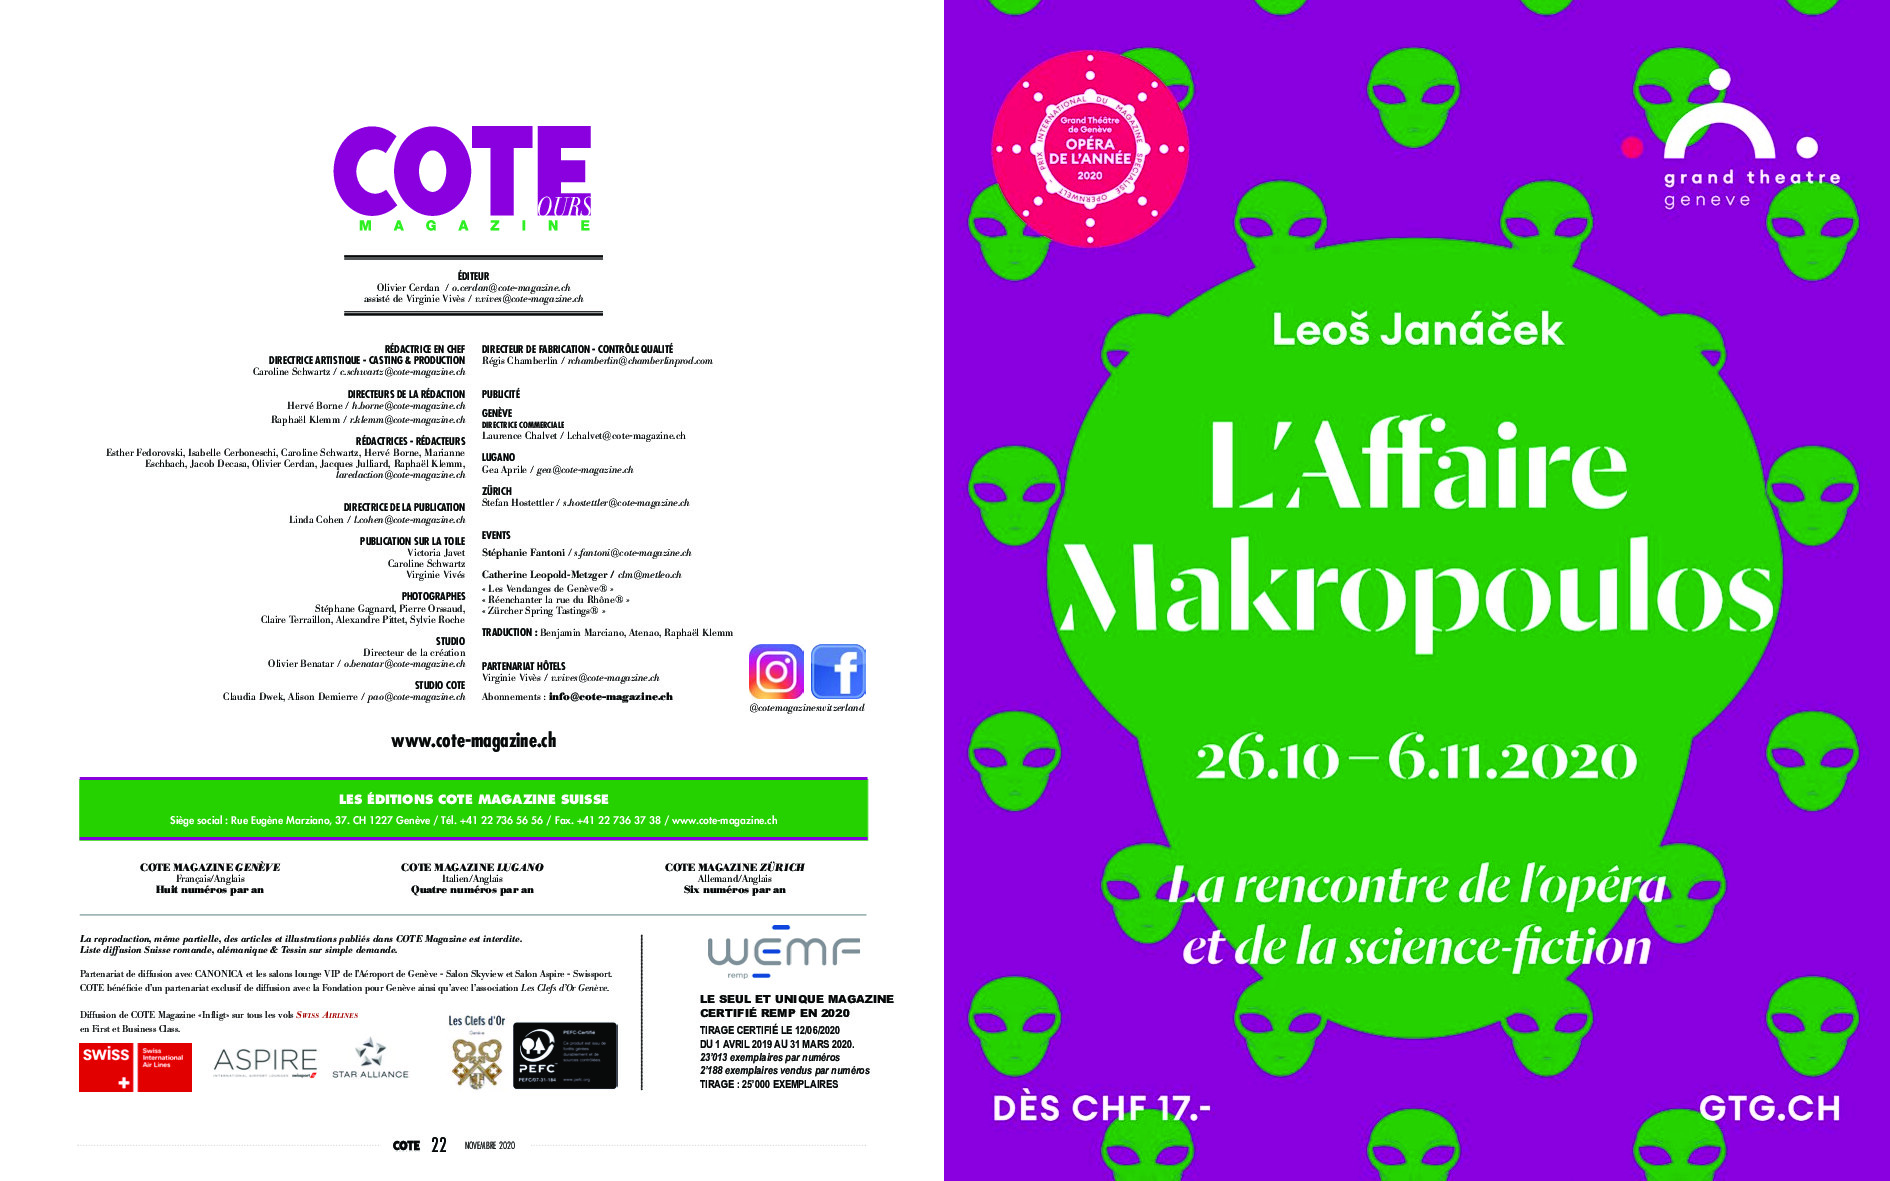 COTE
OURS
MAGAZINE
ÉDITEUR
Olivier Cerdan / o.cerdan@cote-magazine.ch
assisté de Virginie Vivès / v.vives@cote-magazine.ch
RÉDACTRICE EN CHEF
DIRECTRICE ARTISTIQUE - CASTING & PRODUCTION
Caroline Schwartz / c.schwartz@cote-magazine.ch
DIRECTEURS DE LA RÉDACTION
Hervé Borne / h.borne@cote-magazine.ch
Raphaël Klemm / r.klemm@cote-magazine.ch
RÉDACTRICES - RÉDACTEURS
Esther Fedorovski, Isabelle Cerboneschi, Caroline Schwartz, Hervé Borne, Marianne
Eschbach, Jacob Decasa, Olivier Cerdan, Jacques Julliard, Raphaël Klemm,
laredaction@cote-magazine.ch
DIRECTRICE DE LA PUBLICATION
Linda Cohen / l.cohen@cote-magazine.ch
PUBLICATION SUR LA TOILE
Victoria Javet
Caroline Schwartz
Virginie Vivés
PHOTOGRAPHES
Stéphane Gagnard, Pierre Orssaud,
Claire Terraillon, Alexandre Pittet, Sylvie Roche
STUDIO
Directeur de la création
Olivier Benatar / o.benatar@cote-magazine.ch
STUDIO COTE
Claudia Dwek, Alison Demierre / pao@cote-magazine.ch
DIRECTEUR DE FABRICATION - CONTRÔLE QUALITÉ
Régis Chamberlin / rchamberlin@chamberlinprod.com
PUBLICITÉ
GENÈVE
DIRECTRICE COMMERCIALE
Laurence Chalvet / l.chalvet@cote-magazine.ch
LUGANO
Gea Aprile / gea@cote-magazine.ch
ZÜRICH
Stefan Hostettler / s.hostettler@cote-magazine.ch
EVENTS
Stéphanie Fantoni / s.fantoni@cote-magazine.ch
Catherine Leopold-Metzger / clm@metleo.ch
« Les Vendanges de Genève® »
« Réenchanter la rue du Rhône® »
« Zürcher Spring Tastings® »
TRADUCTION : Benjamin Marciano, Atenao, Raphaël Klemm
PARTENARIAT HÔTELS
Virginie Vivès / v.vives@cote-magazine.ch
Abonnements : info@cote-magazine.ch
@cotemagazineswitzerland
www.cote-magazine.ch
LES ÉDITIONS COTE MAGAZINE SUISSE
Siège social : Rue Eugène Marziano, 37. CH 1227 Genève / Tél. +41 22 736 56 56 / Fax. +41 22 736 37 38 / www.cote-magazine.ch
COTE MAGAZINE GENÈVE
Français/Anglais
Huit numéros par an
COTE MAGAZINE LUGANO
Italien/Anglais
Quatre numéros par an
COTE MAGAZINE ZÜRICH
Allemand/Anglais
Six numéros par an
La reproduction, même partielle, des articles et illustrations publiés dans COTE Magazine est interdite.
Liste diffusion Suisse romande, alémanique & Tessin sur simple demande.
Partenariat de diffusion avec CANONICA et les salons lounge VIP de l'Aéroport de Genève - Salon Skyview et Salon Aspire - Swissport.
COTE bénéficie d'un partenariat exclusif de diffusion avec la Fondation pour Genève ainsi qu'avec l'association Les Clefs d'Or Genève.
Diffusion de COTE Magazine «Infligt» sur tous les vols SWISS AIRLINES
en First et Business Class.
SWISS
Swiss
International
Air Lines
ASPIRE
STAR ALLIANCE
Les Clefs d'Or
Genève
PEFC
PEFC-Certifié
PEFC/07-31-184
www.pefc.org
WEMF
remp
LE SEUL ET UNIQUE MAGAZINE
CERTIFIÉ REMP EN 2020
TIRAGE CERTIFIÉ LE 12/06/2020
DU 1 AVRIL 2019 AU 31 MARS 2020.
23'013 exemplaires par numéros
2'188 exemplaires vendus par numéros
TIRAGE : 25'000 EXEMPLAIRES
COTE 22 NOVEMBRE 2020
PRIX INTERNATIONAL DU MAGAZINE SPÉCIALISÉ OPERNWELT
Grand Théâtre
de Genève
OPÉRA
DE L'ANNÉE
2020
grand theatre
geneve
Leoš Janáček
L'Affaire
Makropoulos
26.10 – 6.11.2020
La rencontre de l'opéra
et de la science-fiction
DÈS CHF 17.-
GTG.CH